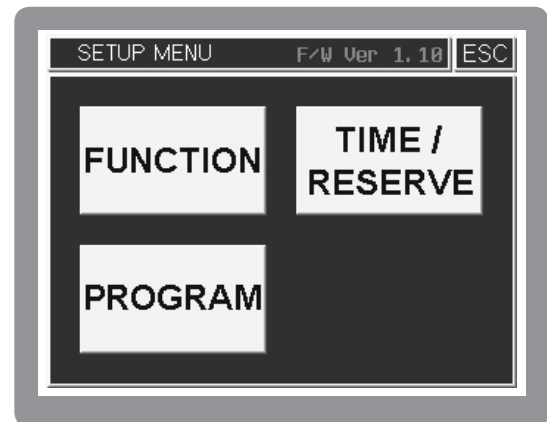 SETUP MENU F/W Ver 1.10 ESC
FUNCTION
TIME /
RESERVE
PROGRAM